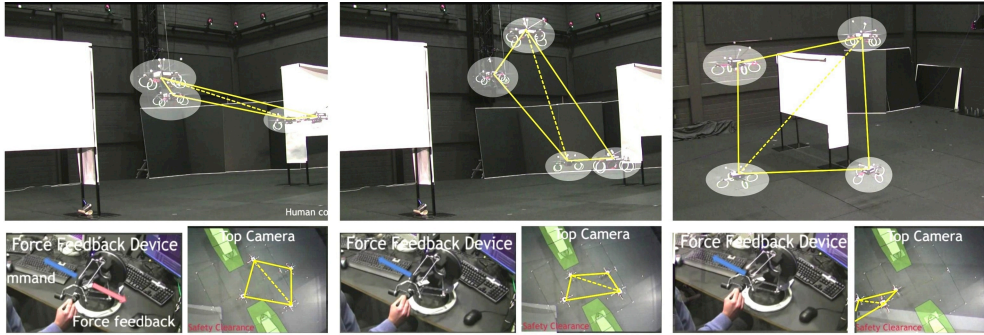 Human co
Force Feedback Device
mmand
Force feedback
Top Camera
Safety Clearance
Force Feedback Device
Top Camera
Safety Clearance
Force Feedback Device
Top Camera
Safety Clearance